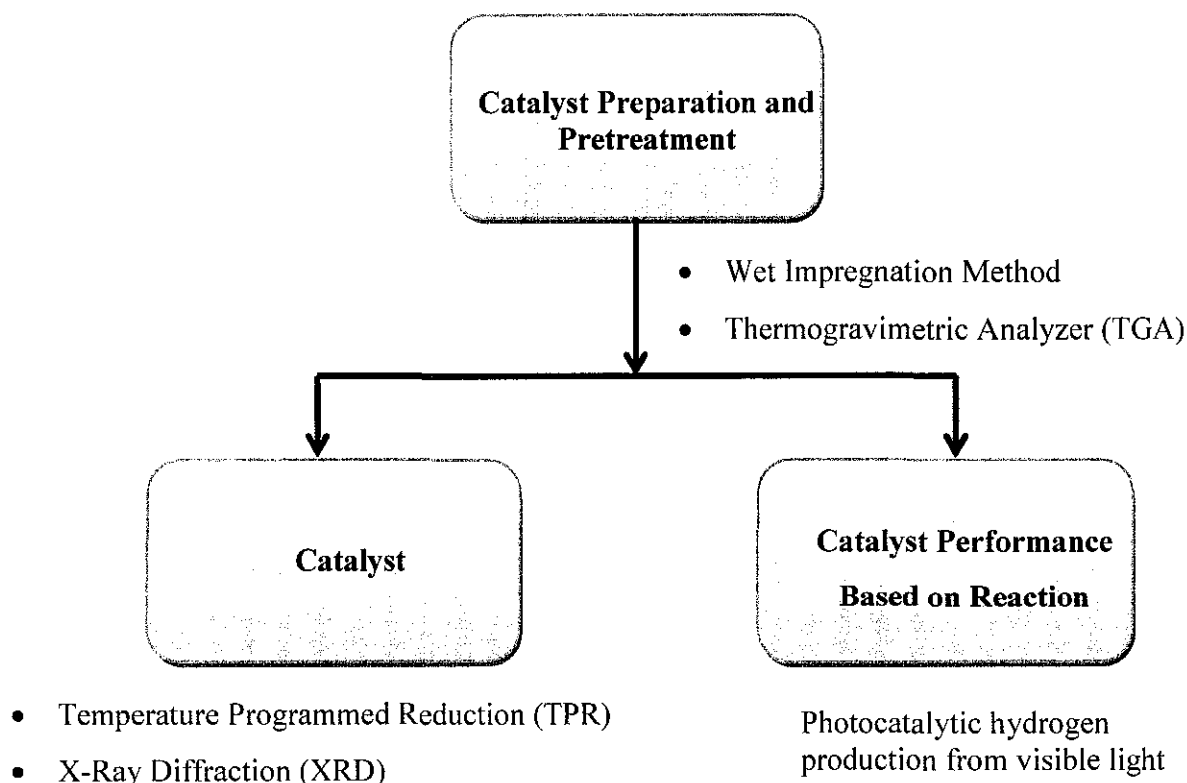 Catalyst Preparation and
Pretreatment
• Wet Impregnation Method
• Thermogravimetric Analyzer (TGA)
Catalyst
Catalyst Performance
Based on Reaction
• Temperature Programmed Reduction (TPR)
• X-Ray Diffraction (XRD)
Photocatalytic hydrogen
production from visible light